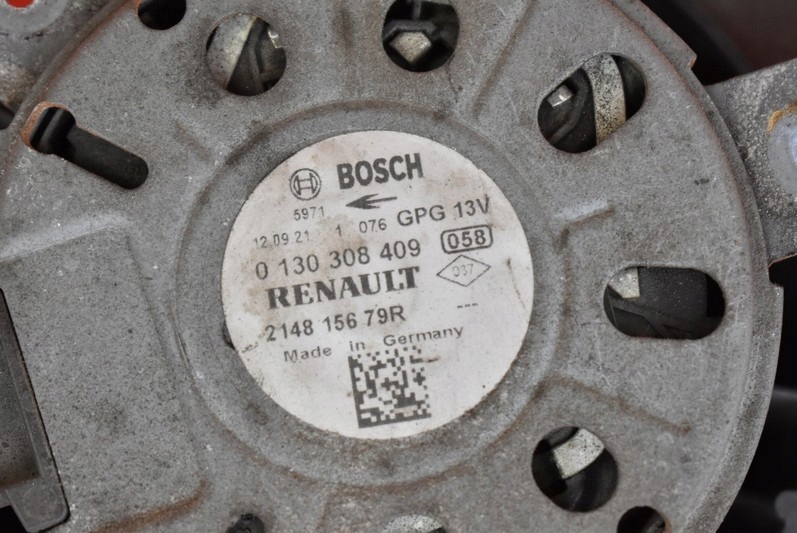 BOSCH
5971
12.09.21 1 076 GPG 13V
0 130 308 409 058
RENAULT 037
2148 156 79R ---
Made in Germany